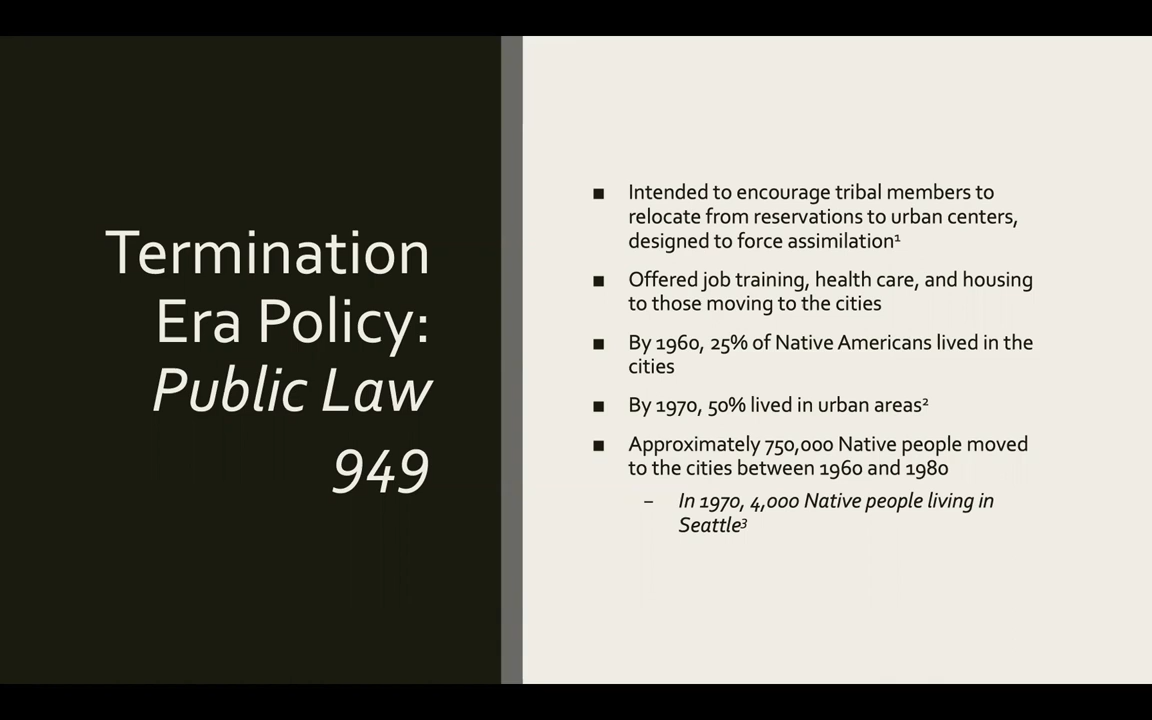 Termination
Era Policy:
Public Law
949
■ Intended to encourage tribal members to
relocate from reservations to urban centers,
designed to force assimilation¹
■ Offered job training, health care, and housing
to those moving to the cities
■ By 1960, 25% of Native Americans lived in the
cities
■ By 1970, 50% lived in urban areas²
■ Approximately 750,000 Native people moved
to the cities between 1960 and 1980
– In 1970, 4,000 Native people living in
Seattle³